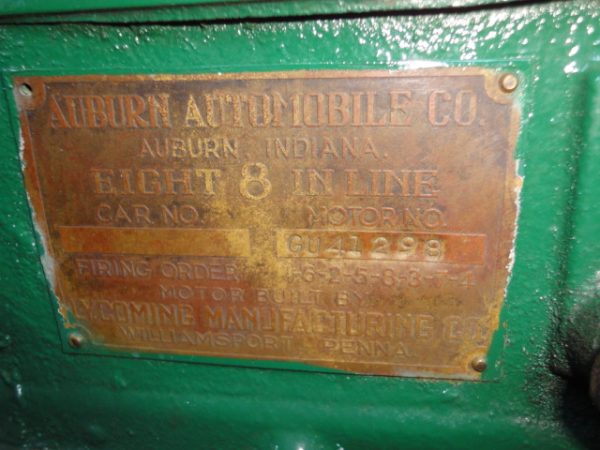 AUBURN AUTOMOBILE CO.
AUBURN INDIANA.
EIGHT 8 IN LINE
CAR NO. MOTOR NO.
GU41298
FIRING ORDER 1-6-2-5-8-3-7-4
MOTOR BUILT BY
LYCOMING MANUFACTURING CO.
WILLIAMSPORT PENNA.